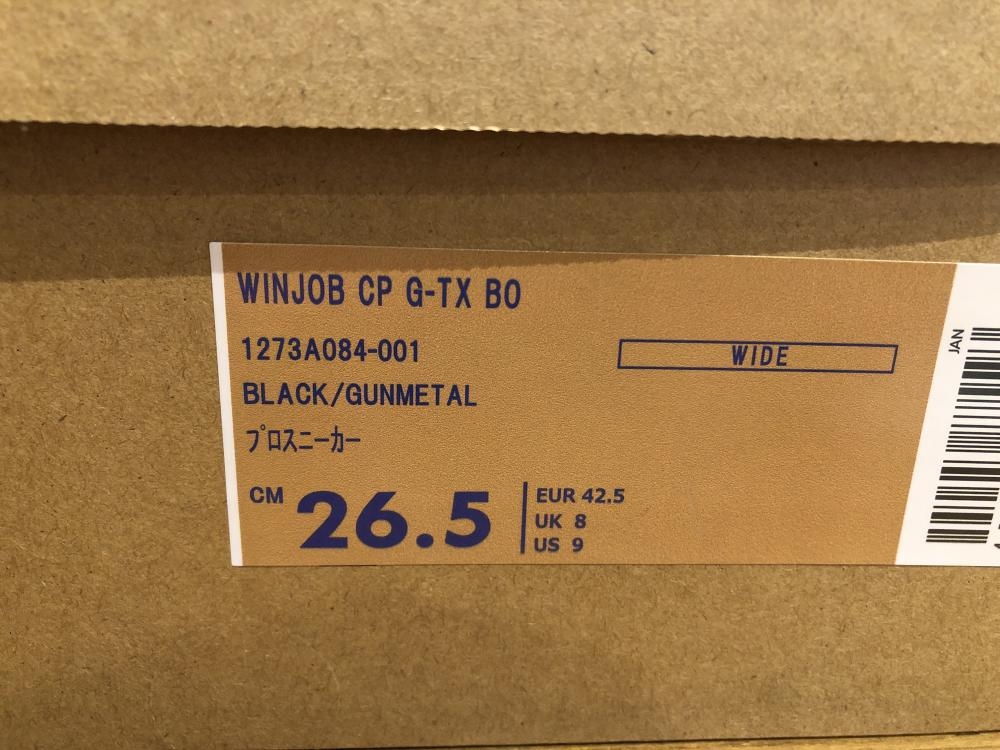 WINJOB CP G-TX BO
1273A084-001
WIDE
BLACK/GUNMETAL
プロスニーカー
CM 26.5
EUR 42.5
UK 8
US 9
JAN